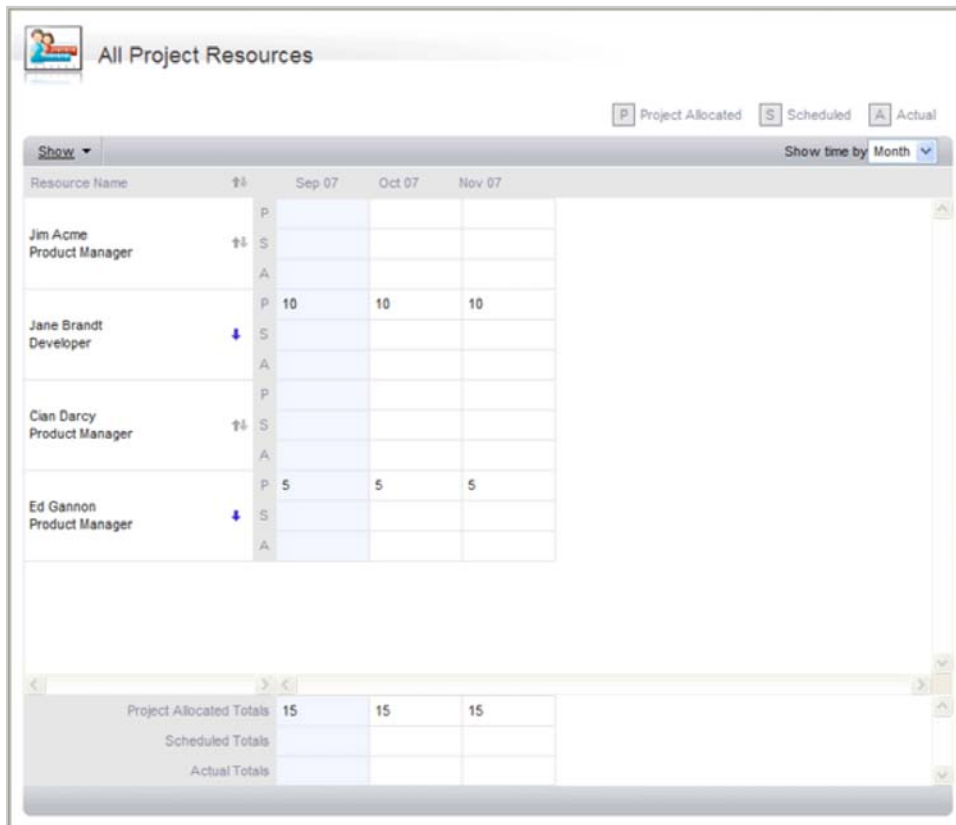 All Project Resources
P Project Allocated S Scheduled A Actual
Show Show time by Month
Resource Name Sep 07 Oct 07 Nov 07
P
Jim Acme
Product Manager
S
A
P 10 10 10
Jane Brandt
Developer
S
A
P
Cian Darcy
Product Manager
S
A
P 5 5 5
Ed Gannon
Product Manager
S
A
Project Allocated Totals 15 15 15
Scheduled Totals
Actual Totals